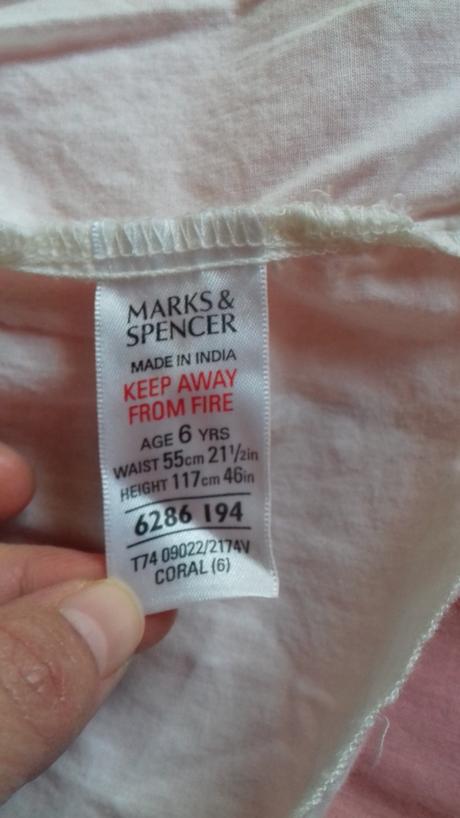 MARKS &
SPENCER
MADE IN INDIA
KEEP AWAY
FROM FIRE
AGE 6 YRS
WAIST 55cm 21½in
HEIGHT 117cm 46in
6286 194
T74 09022/2174V
CORAL (6)